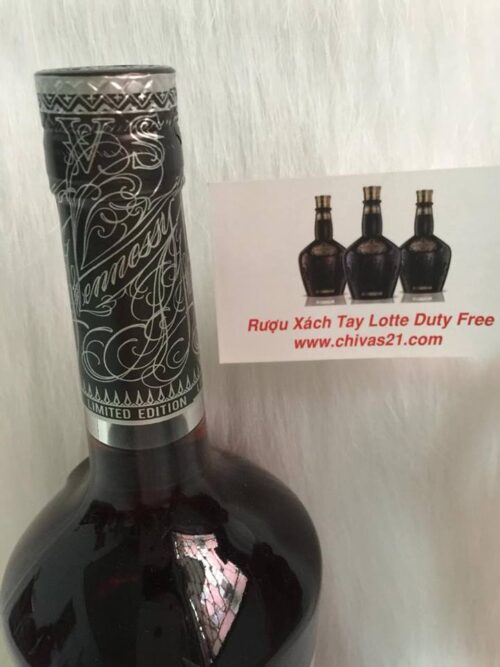 VS
Hennessy
LIMITED EDITION
Rượu Xách Tay Lotte Duty Free
www.chivas21.com